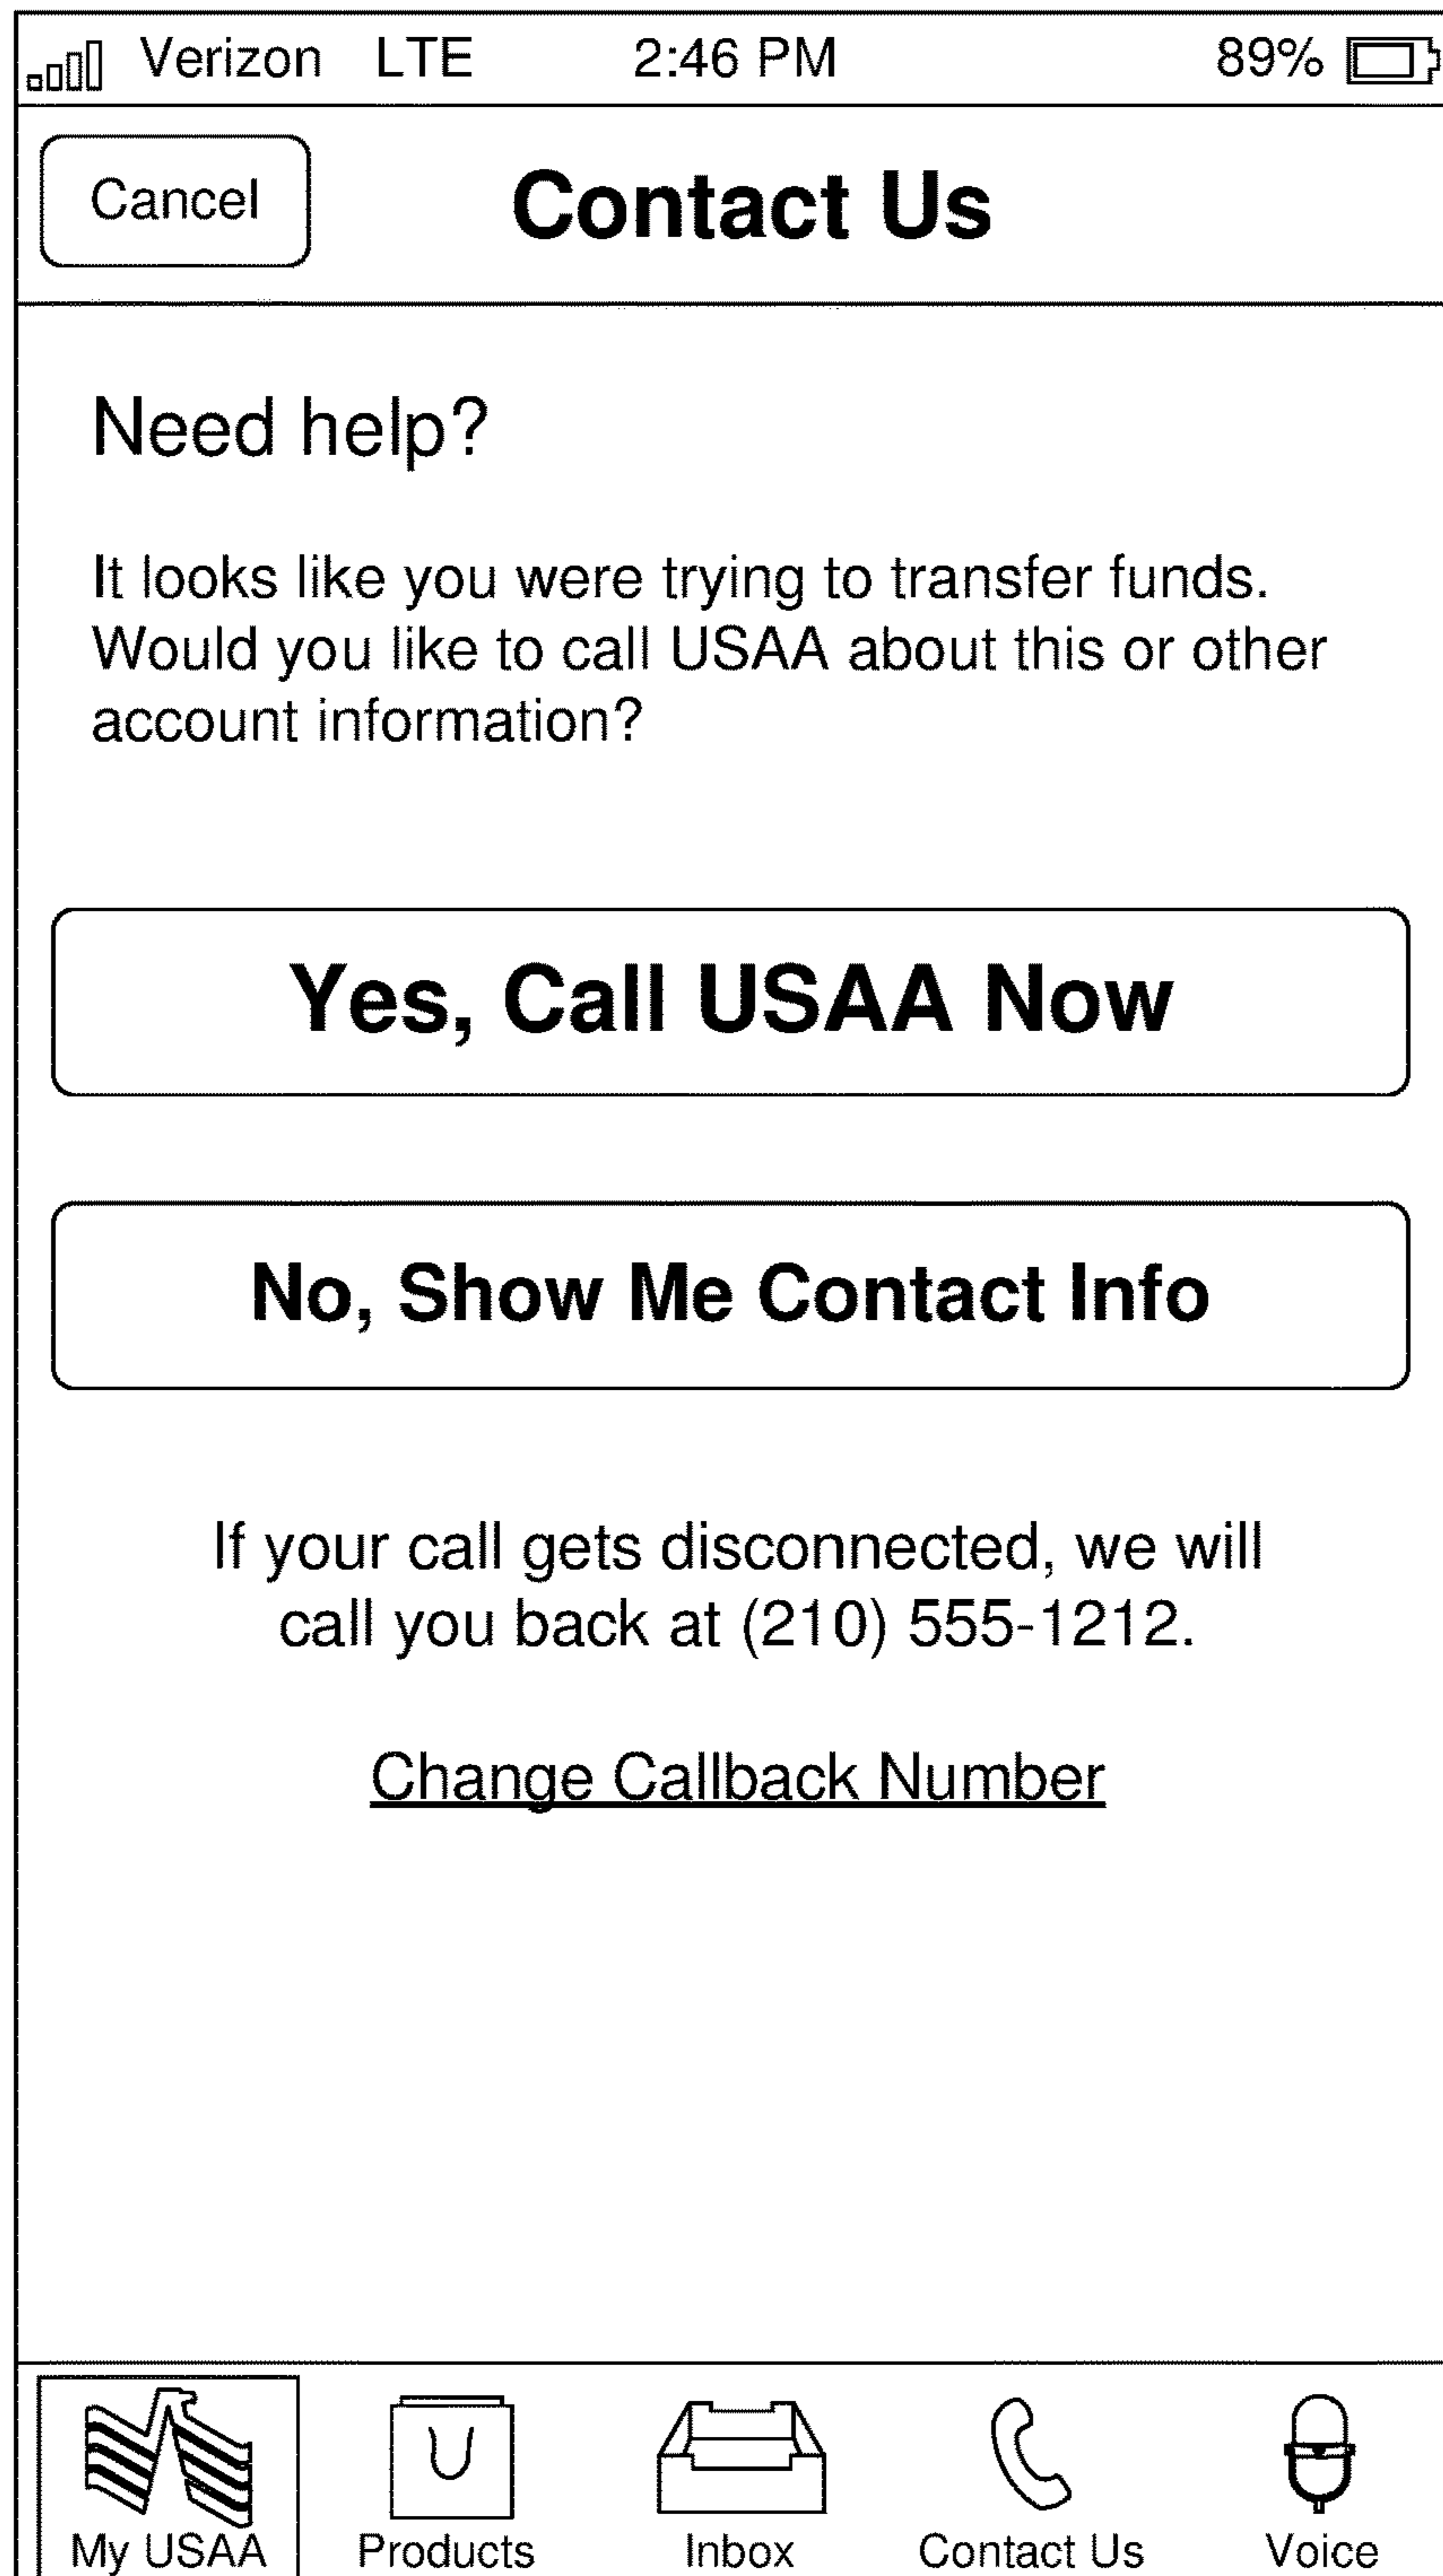 Verizon LTE 2:46 PM 89%
Cancel Contact Us
Need help?
It looks like you were trying to transfer funds.
Would you like to call USAA about this or other
account information?
Yes, Call USAA Now
No, Show Me Contact Info
If your call gets disconnected, we will
call you back at (210) 555-1212.
Change Callback Number
My USAA Products Inbox Contact Us Voice